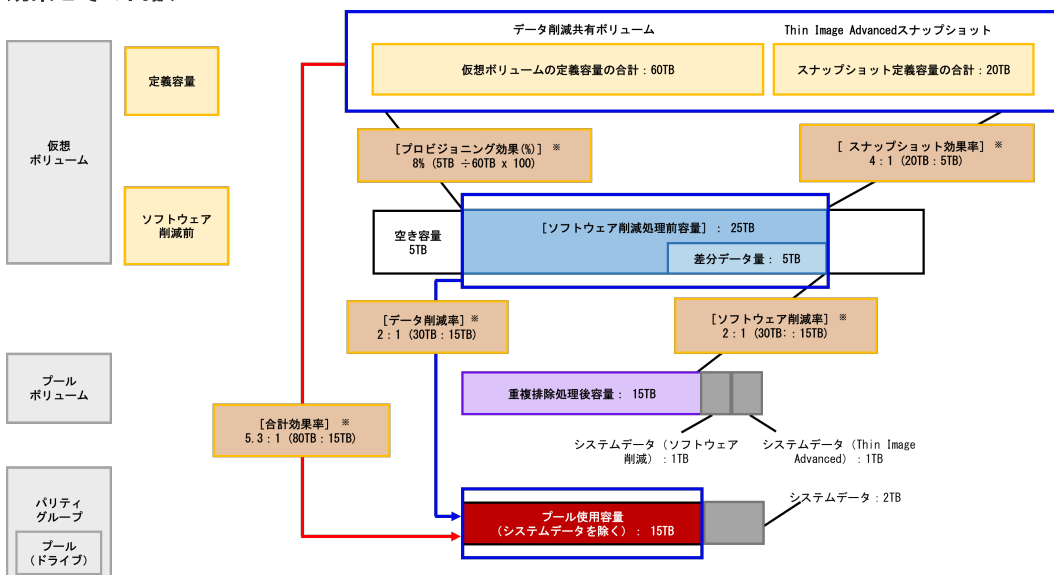 データ削減共有ボリューム
Thin Image Advancedスナップショット
仮想ボリュームの定義容量の合計：60TB
スナップショット定義容量の合計：20TB
定義容量
仮想
ボリューム
[プロビジョニング効果(%)] ※
8% (5TB ÷60TB x 100)
[ スナップショット効果率] ※
4：1 (20TB：5TB)
ソフトウェア
削減前
空き容量
5TB
[ソフトウェア削減処理前容量] ： 25TB
差分データ量： 5TB
[データ削減率] ※
2：1 (30TB：15TB)
[ソフトウェア削減率] ※
2：1 (30TB：：15TB)
プール
ボリューム
重複排除処理後容量： 15TB
[合計効果率] ※
5.3：1 (80TB：15TB)
システムデータ（ソフトウェア
削減）：1TB
システムデータ（Thin Image
Advanced）：1TB
パリティ
グループ
プール
（ドライブ）
プール使用容量
（システムデータを除く）： 15TB
システムデータ：2TB